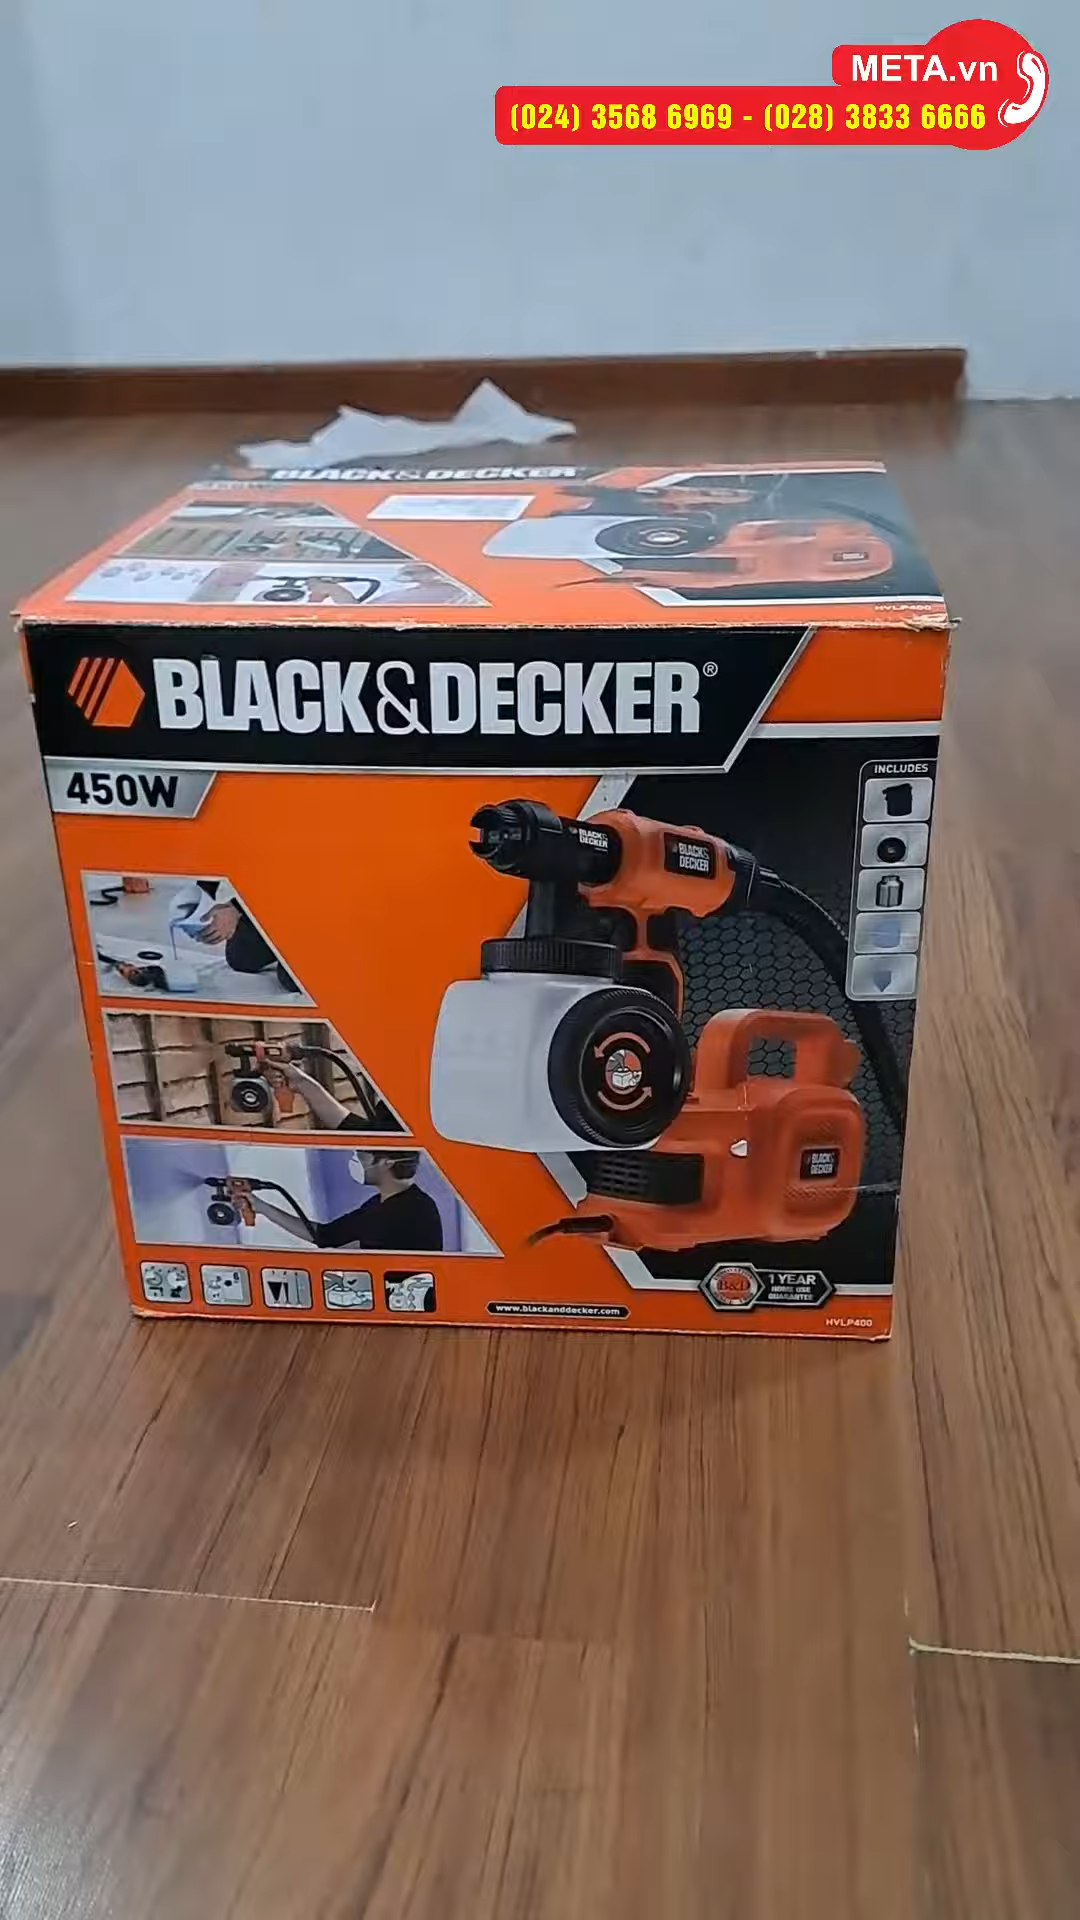 META.vn
(024) 3568 6969 - (028) 3833 6666
BLACK&DECKER
HVLP400
BLACK&DECKER®
450W
INCLUDES
BLACK& DECKER
BLACK& DECKER
BLACK& DECKER
B&D
1 YEAR
HOME USE
GUARANTEE
www.blackanddecker.com
HVLP400